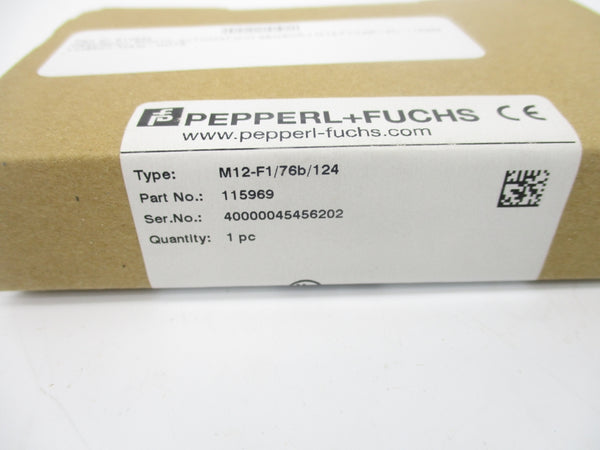 PEPPERL+FUCHS CE
www.pepperl-fuchs.com
Type: M12-F1/76b/124
Part No.: 115969
Ser.No.: 40000045456202
Quantity: 1 pc